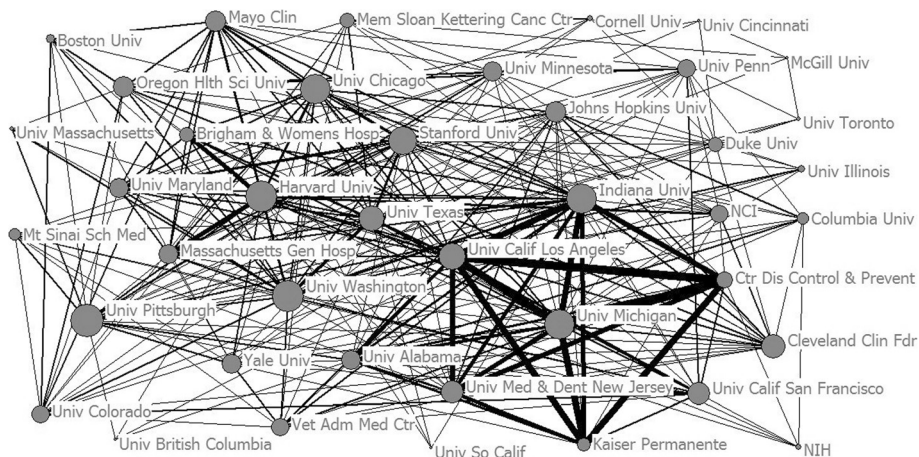 Mayo Clin
Mem Sloan Kettering Canc Ctr
Cornell Univ
Univ Cincinnati
Boston Univ
McGill Univ
Univ Minnesota
Univ Penn
Oregon Hlth Sci Univ
Univ Chicago
Johns Hopkins Univ
Univ Toronto
Univ Massachusetts
Brigham & Womens Hosp
Stanford Univ
Duke Univ
Univ Illinois
Univ Maryland
Harvard Univ
Indiana Univ
Univ Texas
NCI
Columbia Univ
Mt Sinai Sch Med
Massachusetts Gen Hosp
Univ Calif Los Angeles
Ctr Dis Control & Prevent
Univ Washington
Univ Pittsburgh
Univ Michigan
Cleveland Clin Fdr
Yale Univ
Univ Alabama
Univ Med & Dent New Jersey
Univ Calif San Francisco
Univ Colorado
Vet Adm Med Ctr
Univ British Columbia
Univ So Calif
Kaiser Permanente
NIH